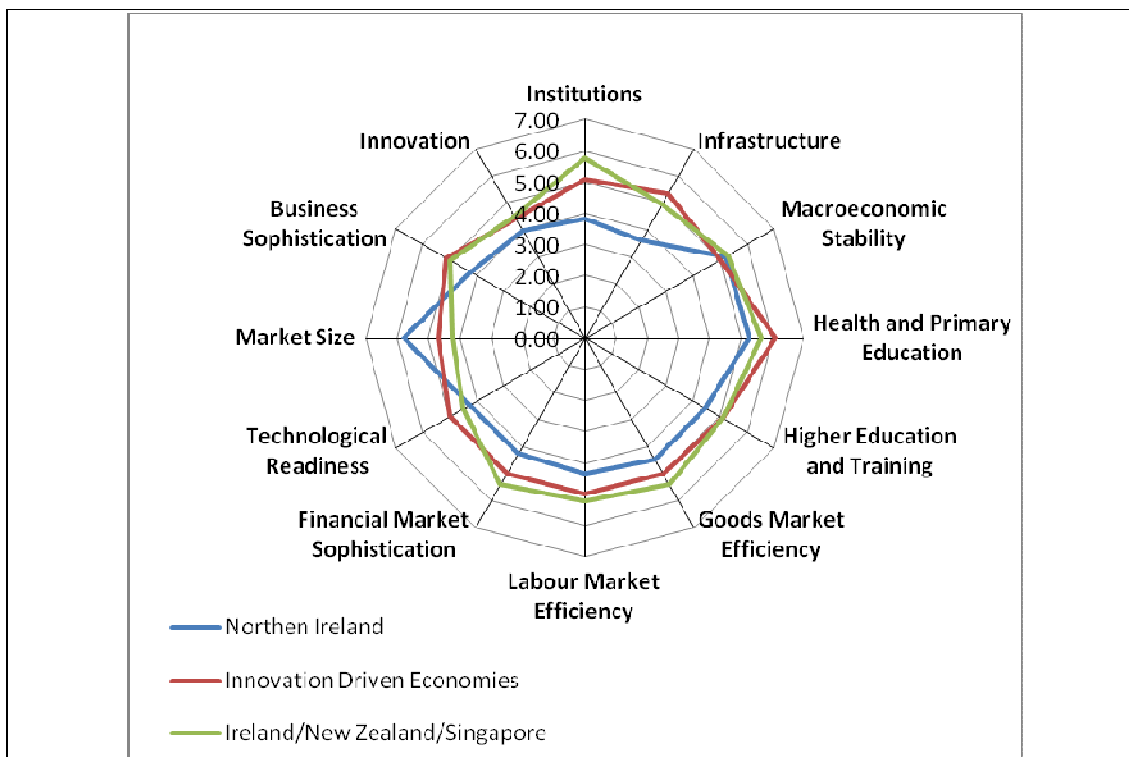 Institutions
7.00
6.00
5.00
4.00
3.00
2.00
1.00
0.00
Infrastructure
Macroeconomic
Stability
Health and Primary
Education
Higher Education
and Training
Goods Market
Efficiency
Labour Market
Efficiency
Financial Market
Sophistication
Technological
Readiness
Market Size
Business
Sophistication
Innovation
Northen Ireland
Innovation Driven Economies
Ireland/New Zealand/Singapore